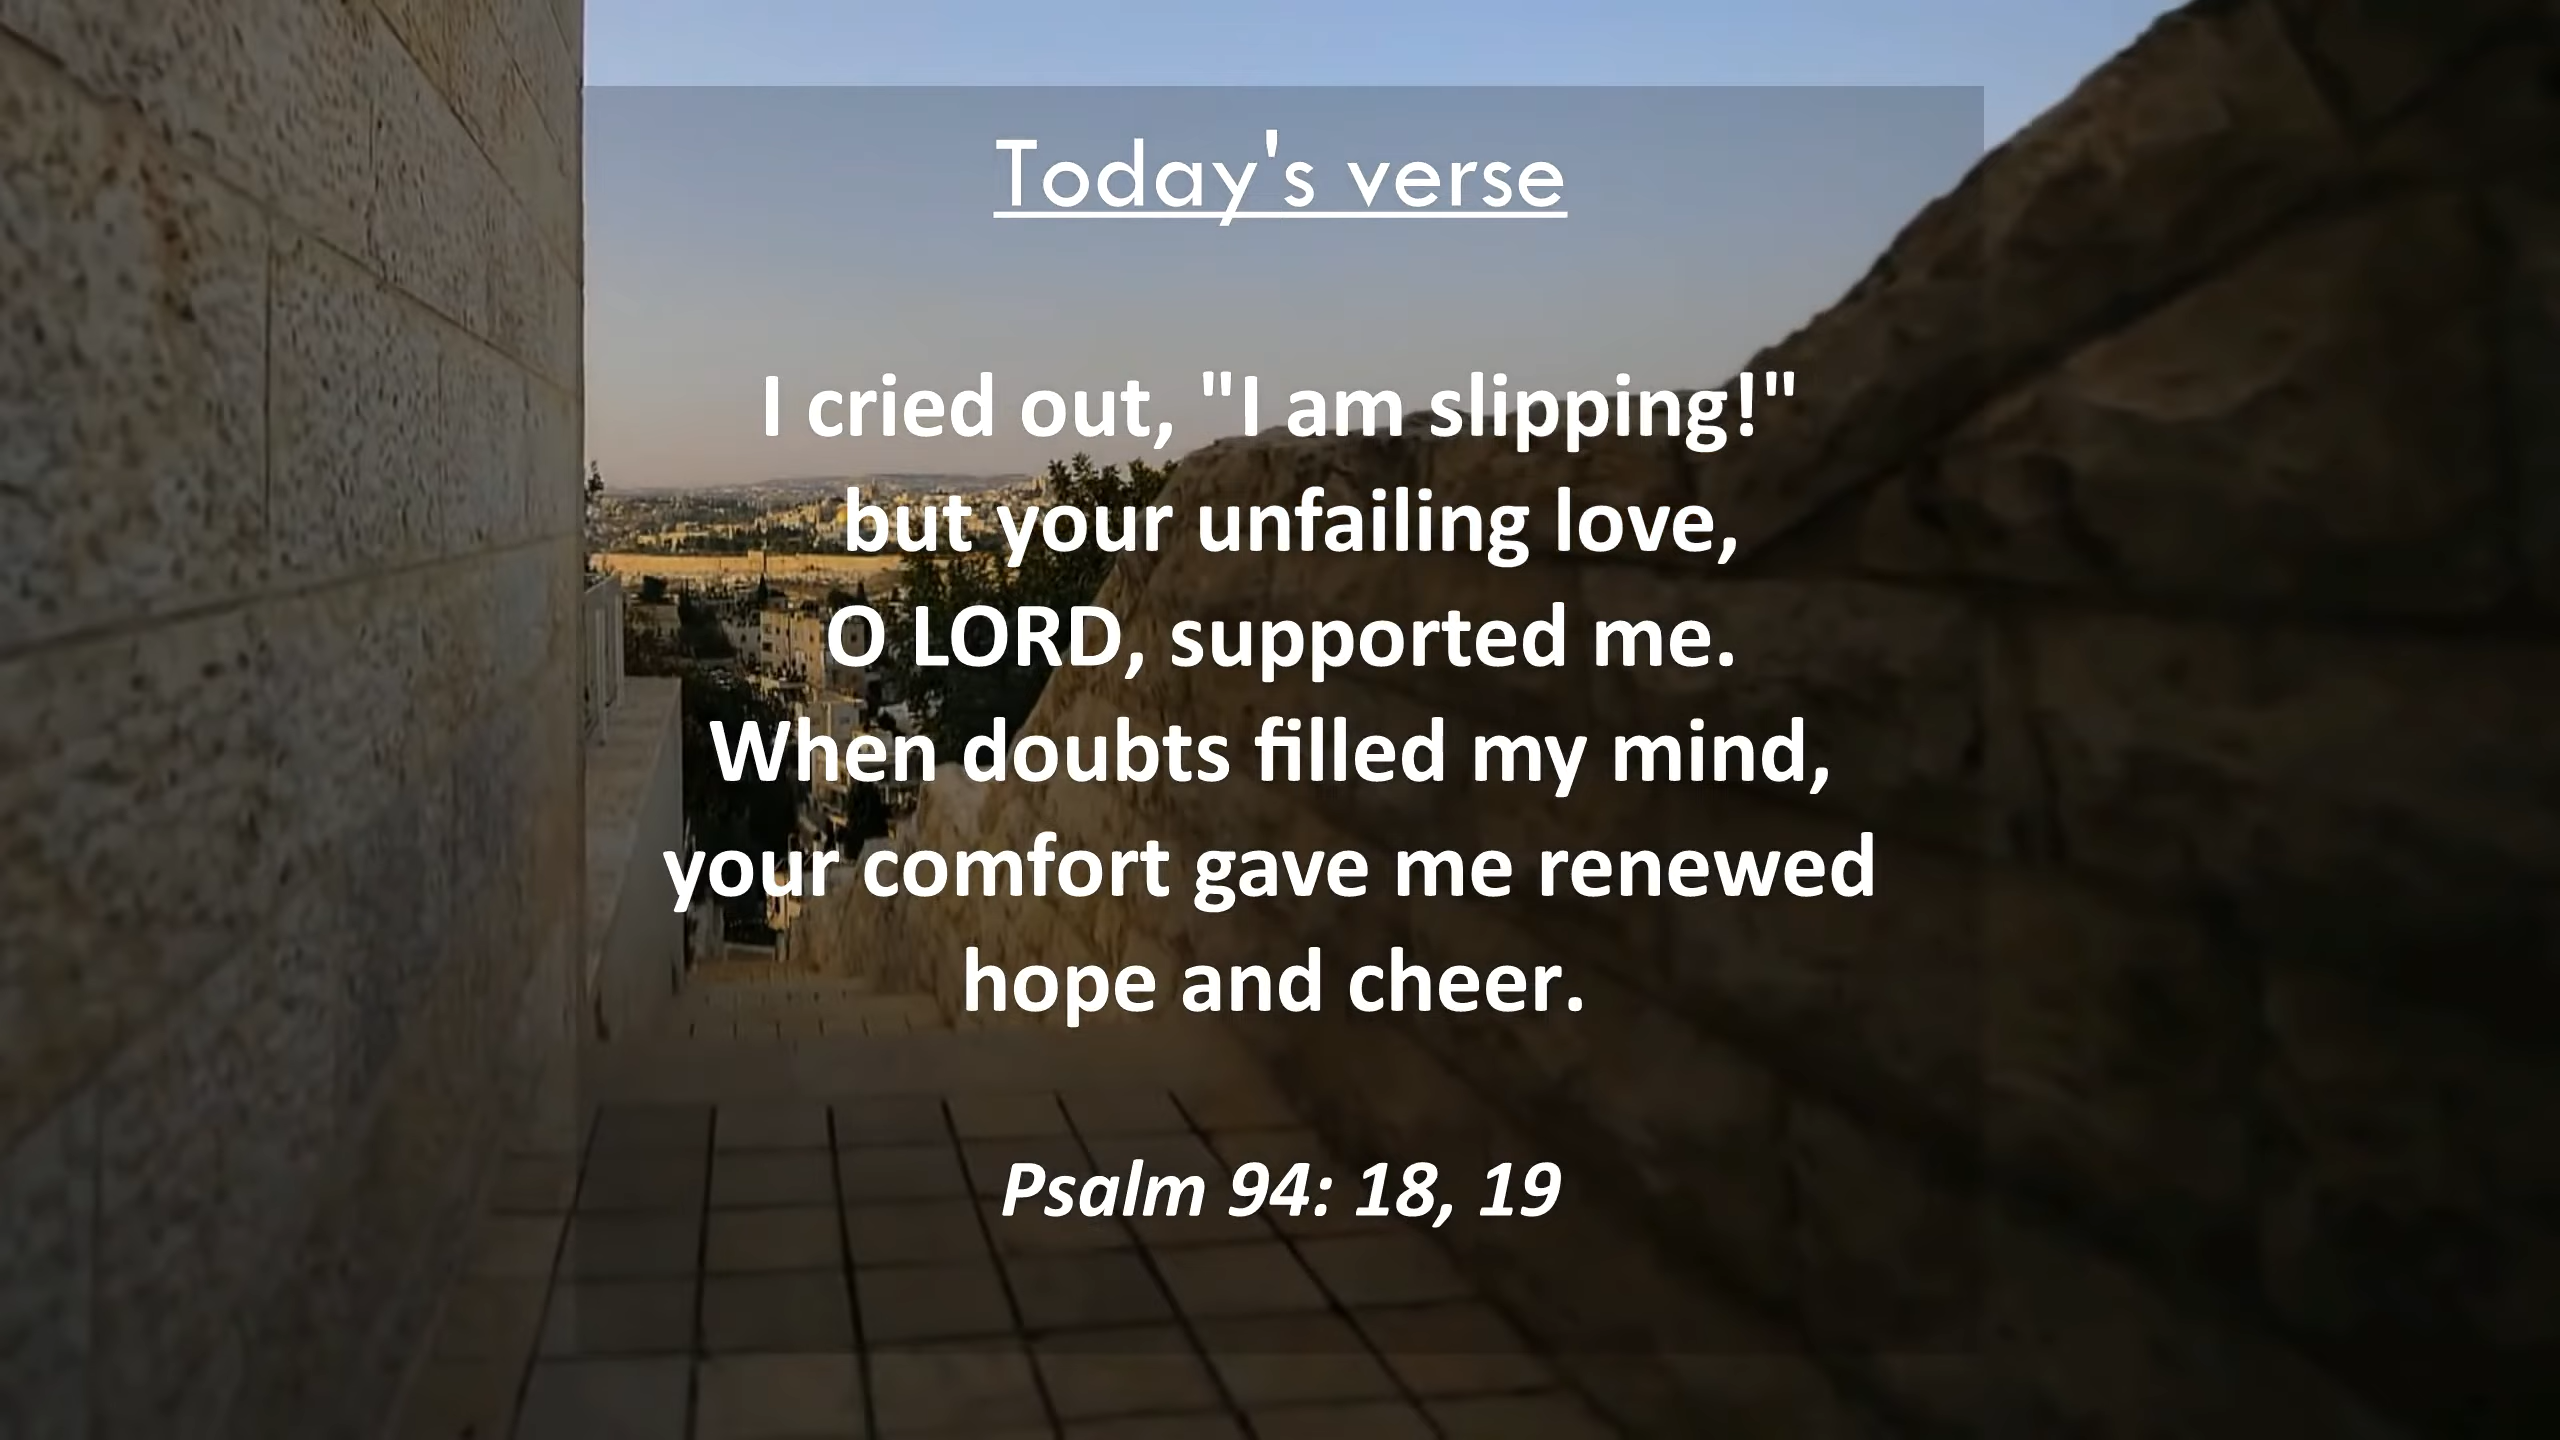 Today's verse
I cried out, "I am slipping!"
but your unfailing love,
O LORD, supported me.
When doubts filled my mind,
your comfort gave me renewed
hope and cheer.
Psalm 94: 18, 19